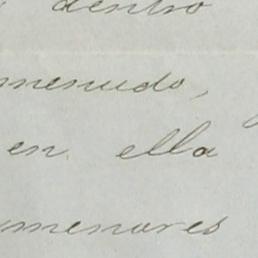 dentro
menudo,
en ella
menores